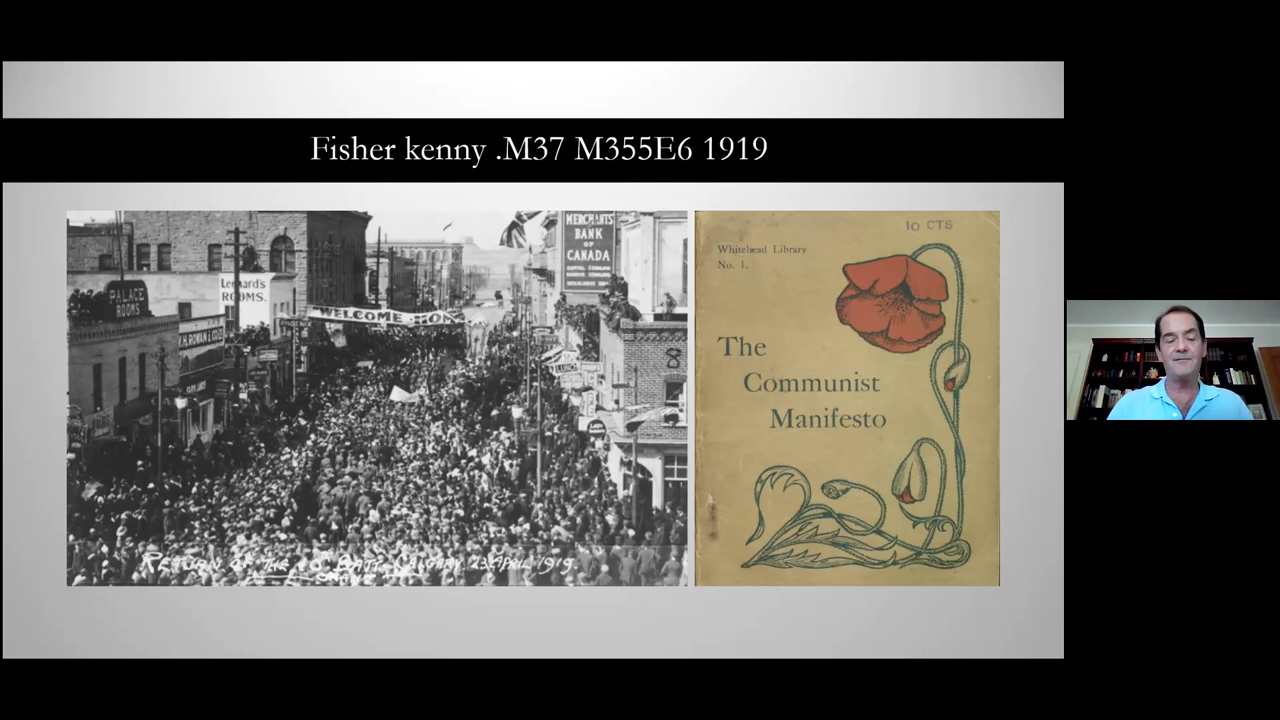 Fisher kenny .M37 M355E6 1919
MERCHANTS
BANK
OF
CANADA
PALACE
ROOMS
Leonard's
ROOMS.
WELCOME HOME
LUNCH
RETURN OF THE BATT. CALGARY. 23 APRIL 1919.
10 CTS
Whitehead Library
No. 1.
The
Communist
Manifesto